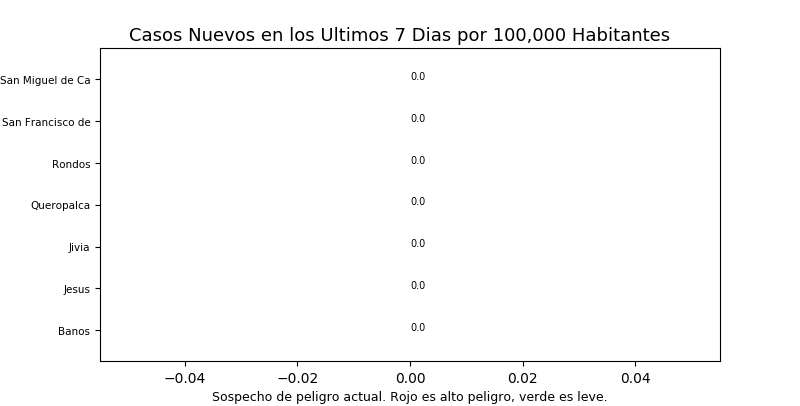 Casos Nuevos en los Ultimos 7 Dias por 100,000 Habitantes
San Miguel de Ca 0.0
San Francisco de 0.0
Rondos 0.0
Queropalca 0.0
Jivia 0.0
Jesus 0.0
Banos 0.0
−0.04 −0.02 0.00 0.02 0.04
Sospecho de peligro actual. Rojo es alto peligro, verde es leve.